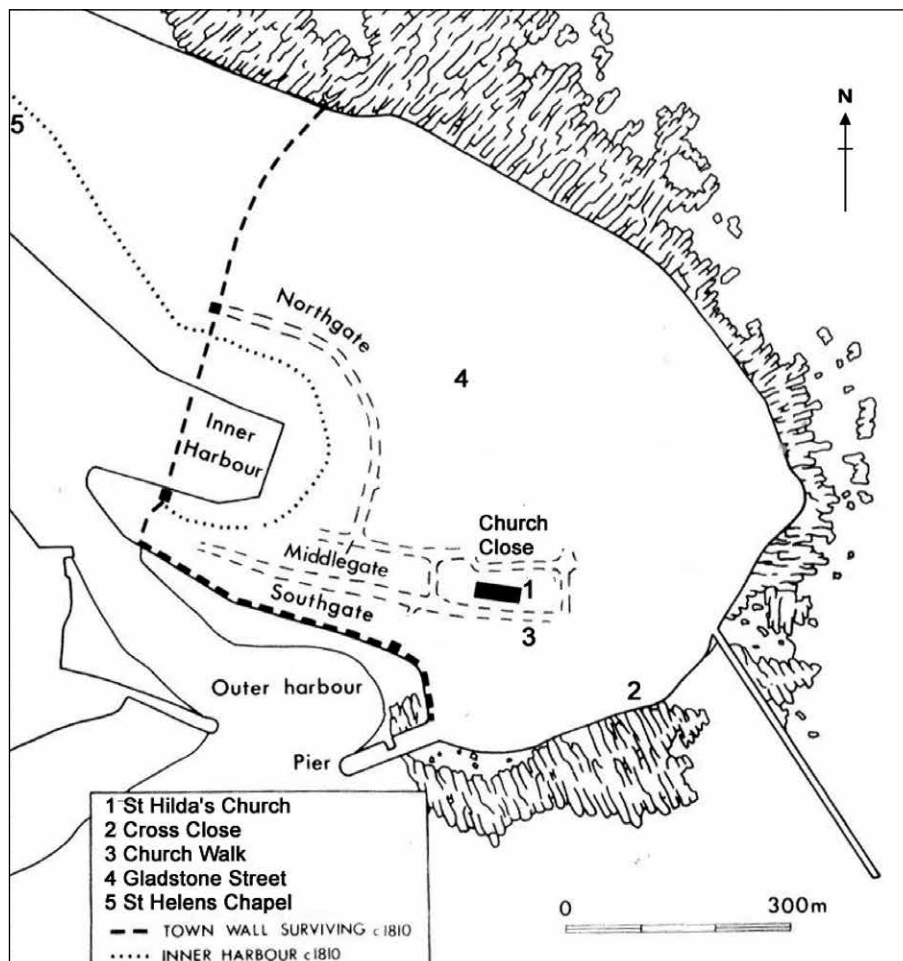 N
5
Northgate
4
Inner
Harbour
Church
Close
Middlegate
1
Southgate
3
2
Outer harbour
Pier
1 St Hilda's Church
2 Cross Close
3 Church Walk
4 Gladstone Street
5 St Helens Chapel
TOWN WALL SURVIVING c1810
INNER HARBOUR c1810
0 300m